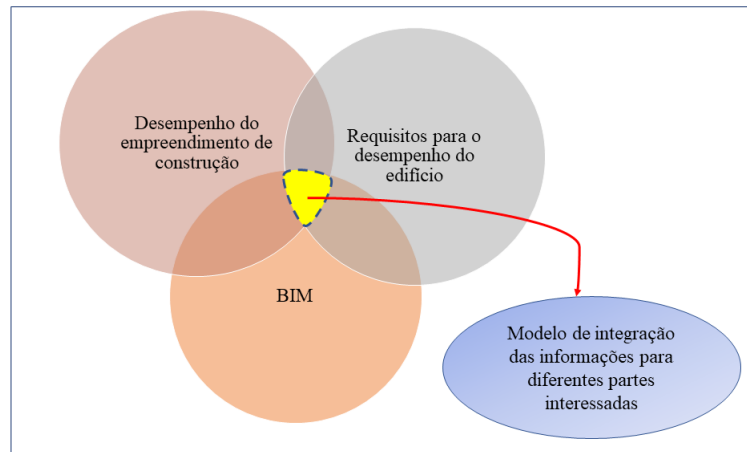 Desempenho do
empreendimento de
construção
Requisitos para o
desempenho do
edifício
BIM
Modelo de integração
das informações para
diferentes partes
interessadas